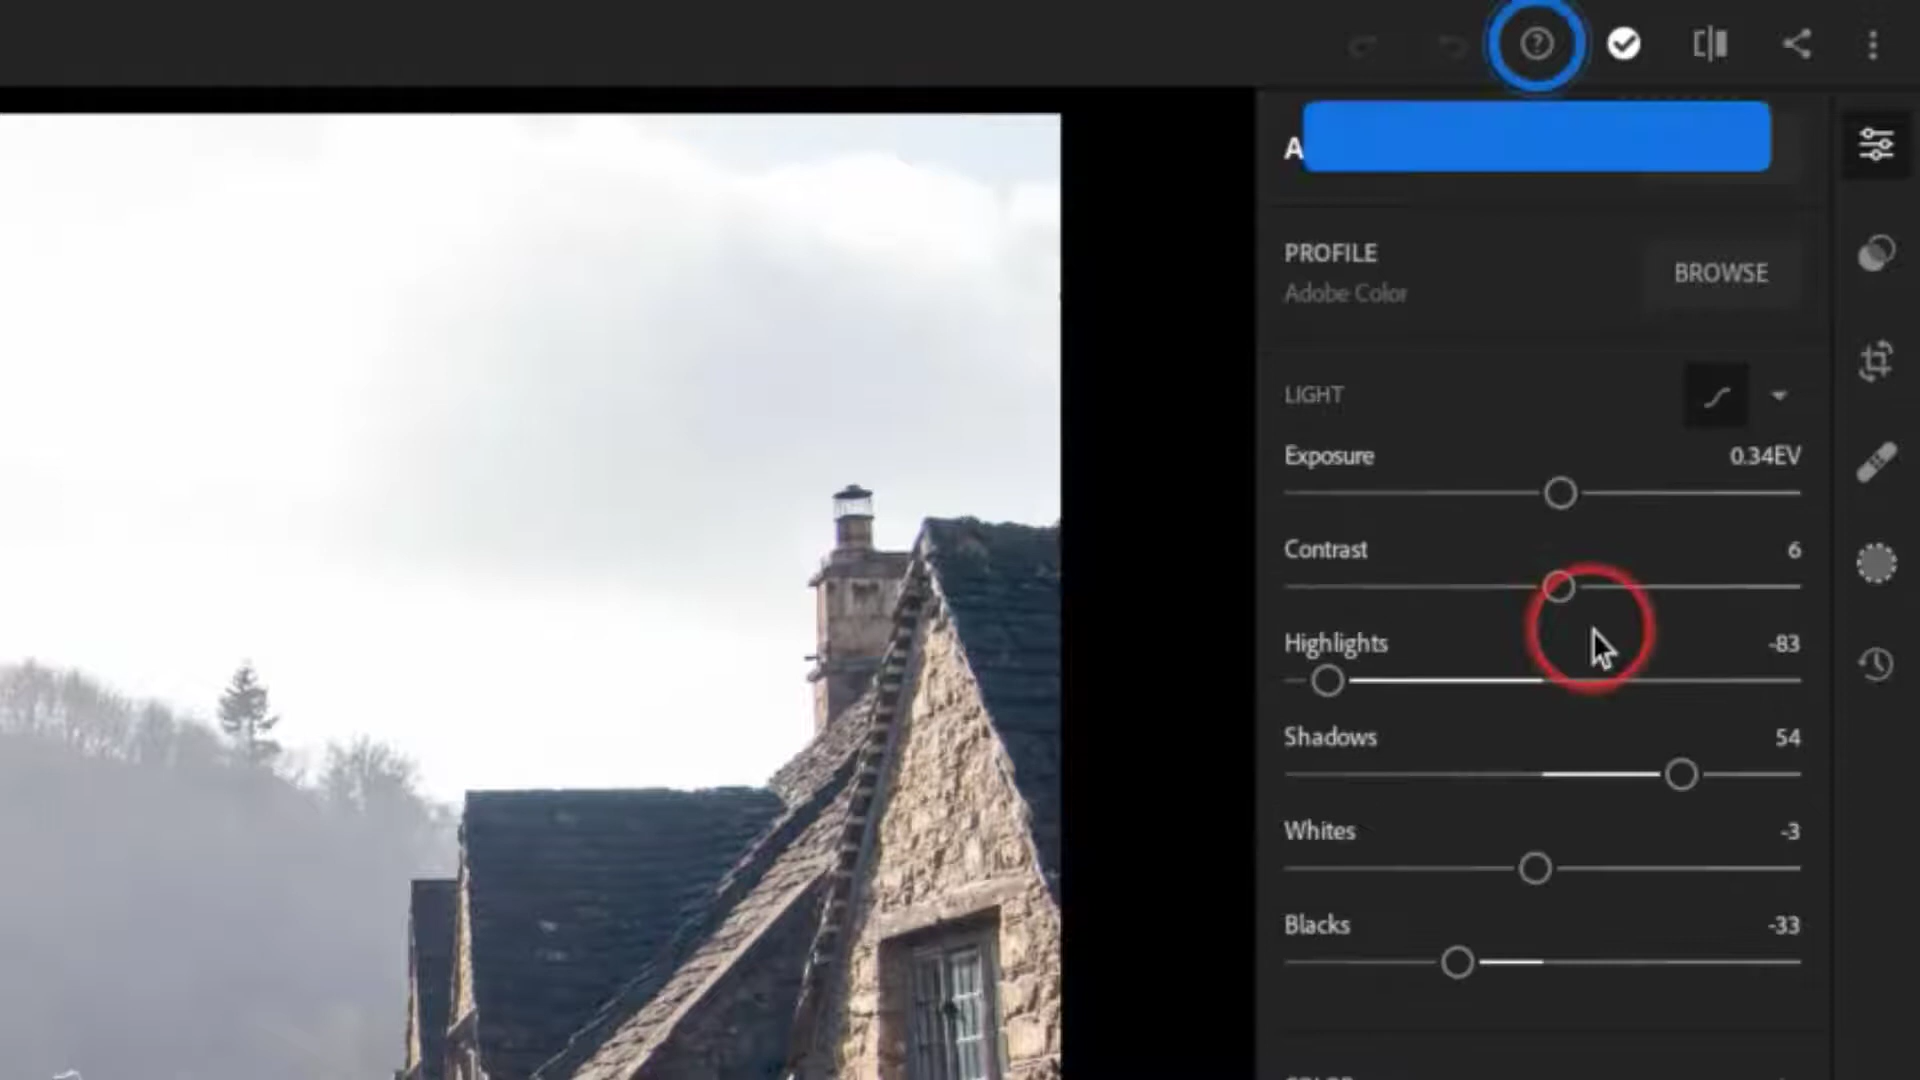 A
PROFILE
Adobe Color
BROWSE
LIGHT
Exposure 0.34EV
Contrast 6
Highlights -83
Shadows 54
Whites -3
Blacks -33